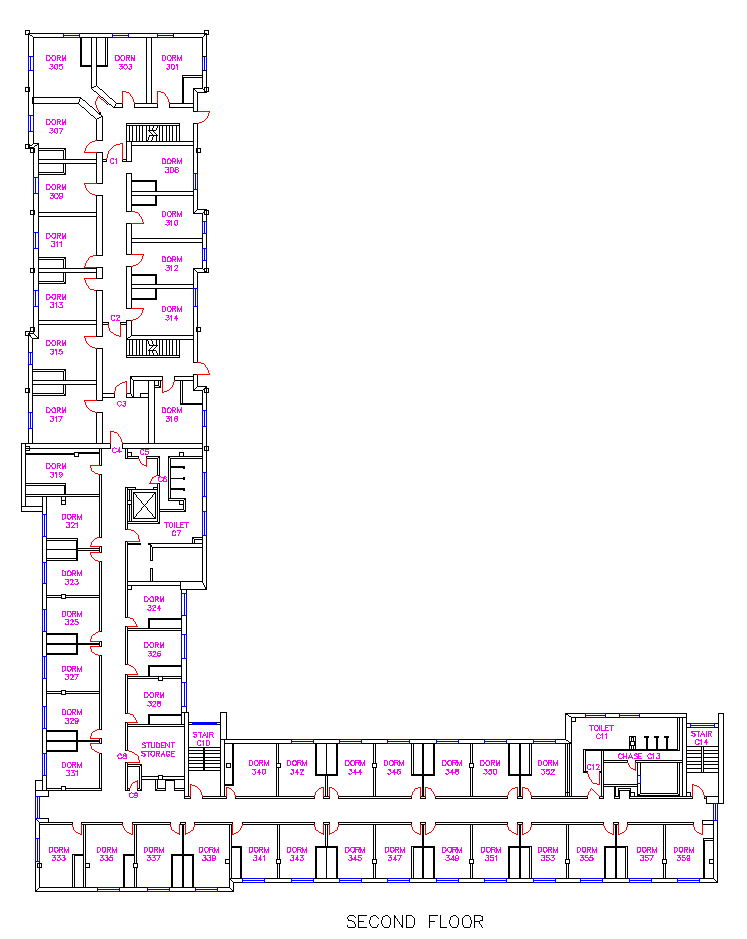 DORM
305
DORM
303
DORM
301
DORM
307
C1
DORM
308
DORM
309
DORM
310
DORM
311
DORM
312
DORM
313
DORM
314
C2
DORM
315
C3
DORM
317
DORM
316
C4
C5
DORM
319
C6
DORM
321
TOILET
C7
DORM
323
DORM
324
DORM
325
DORM
326
DORM
327
DORM
328
DORM
329
STUDENT
STORAGE
DORM
331
C8
C9
STAIR
C10
DORM
340
DORM
342
DORM
344
DORM
346
DORM
348
DORM
350
DORM
352
TOILET
C11
C12
CHASE C13
STAIR
C14
DORM
333
DORM
335
DORM
337
DORM
339
DORM
341
DORM
343
DORM
345
DORM
347
DORM
349
DORM
351
DORM
353
DORM
355
DORM
357
DORM
359
SECOND FLOOR